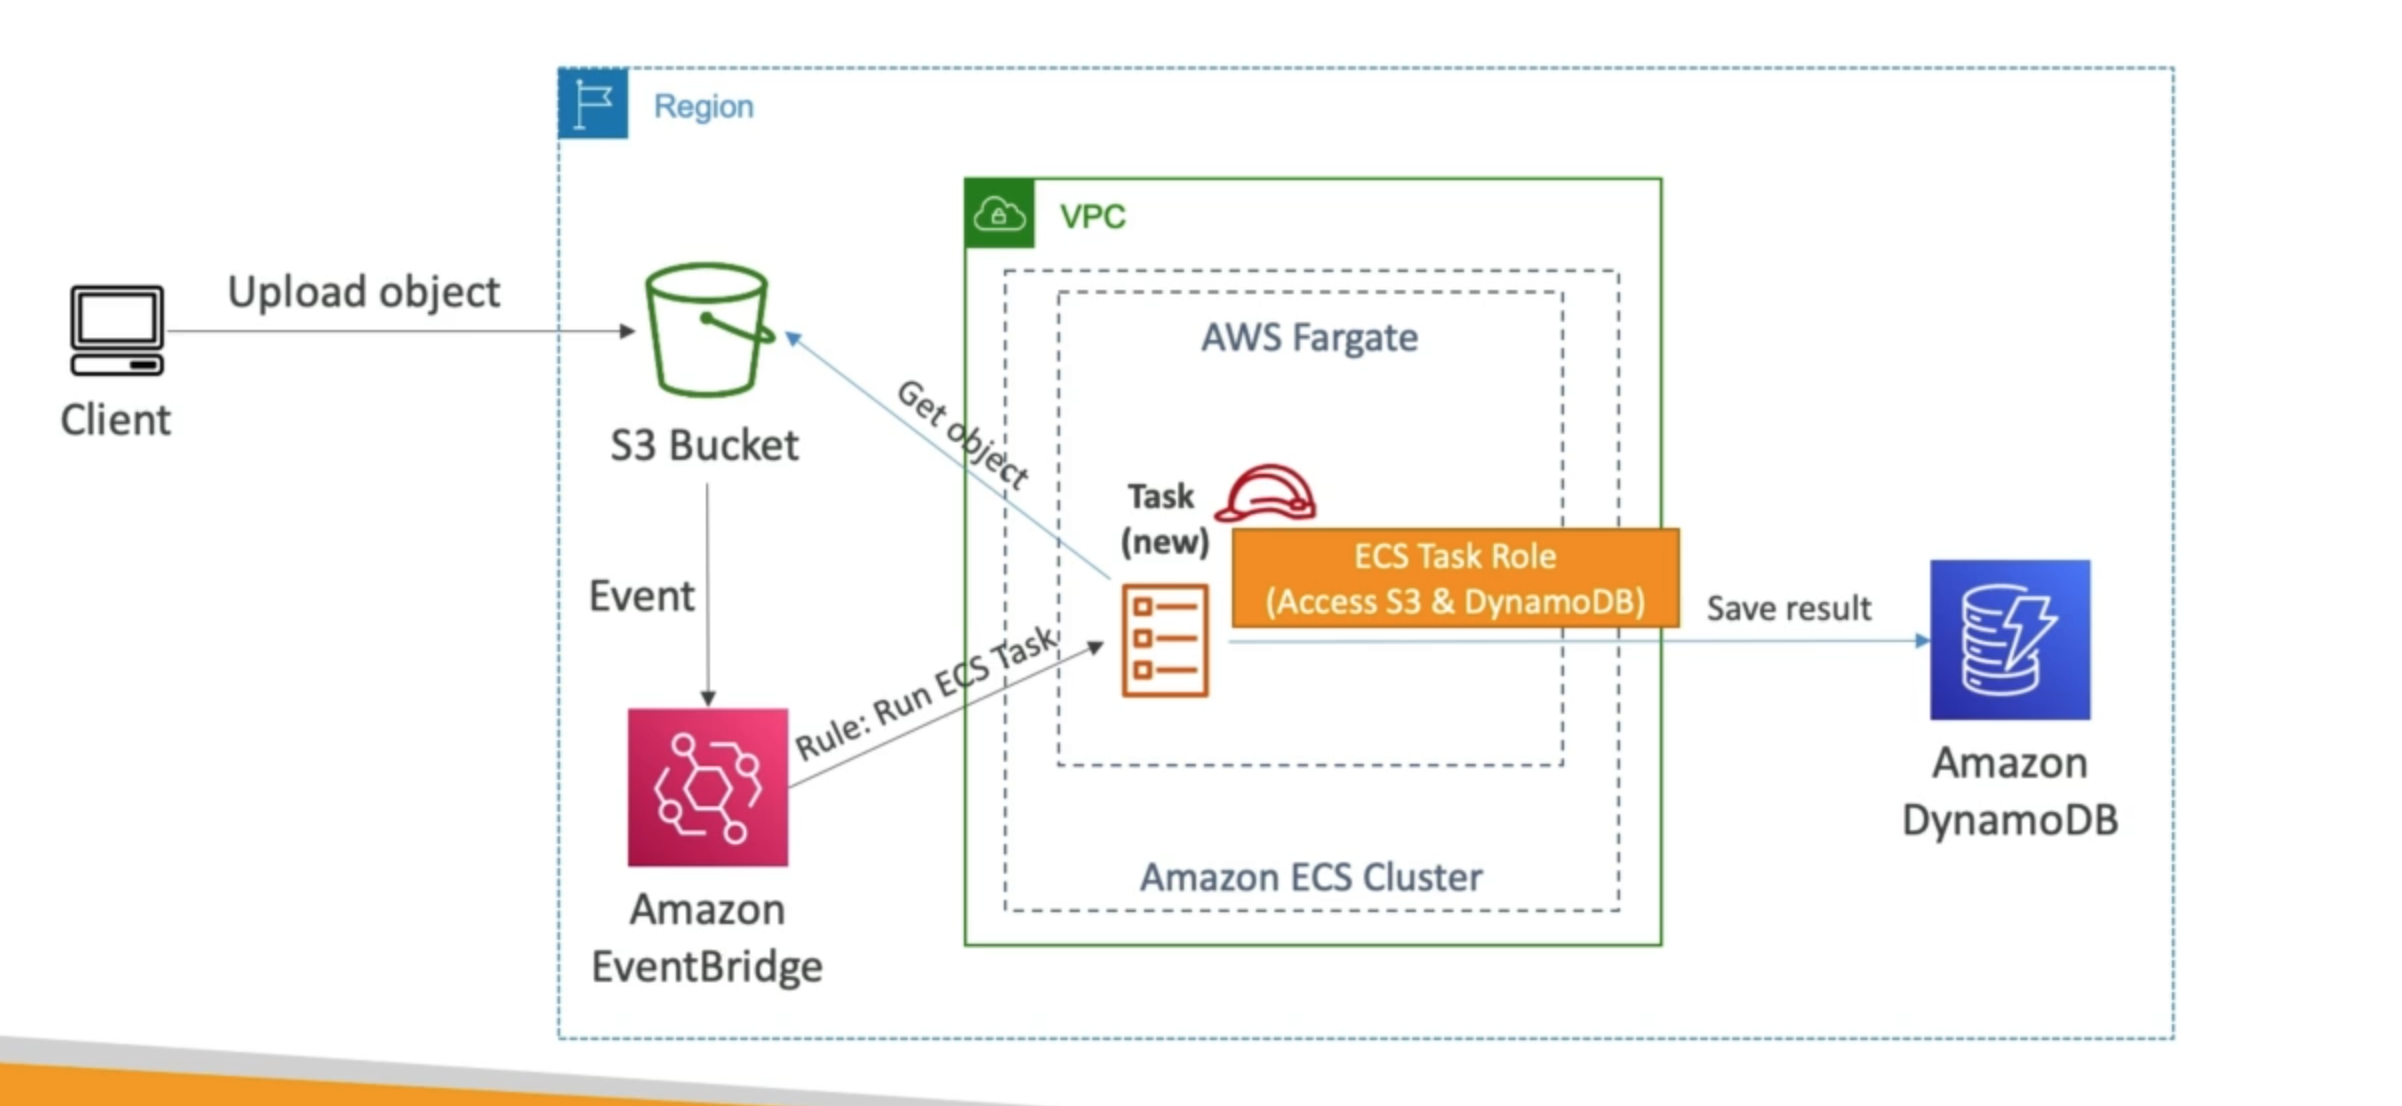 Region
VPC
Upload object
Client
S3 Bucket
Get object
AWS Fargate
Task
(new)
ECS Task Role
(Access S3 & DynamoDB)
Save result
Event
Rule: Run ECS Task
Amazon
DynamoDB
Amazon ECS Cluster
Amazon
EventBridge